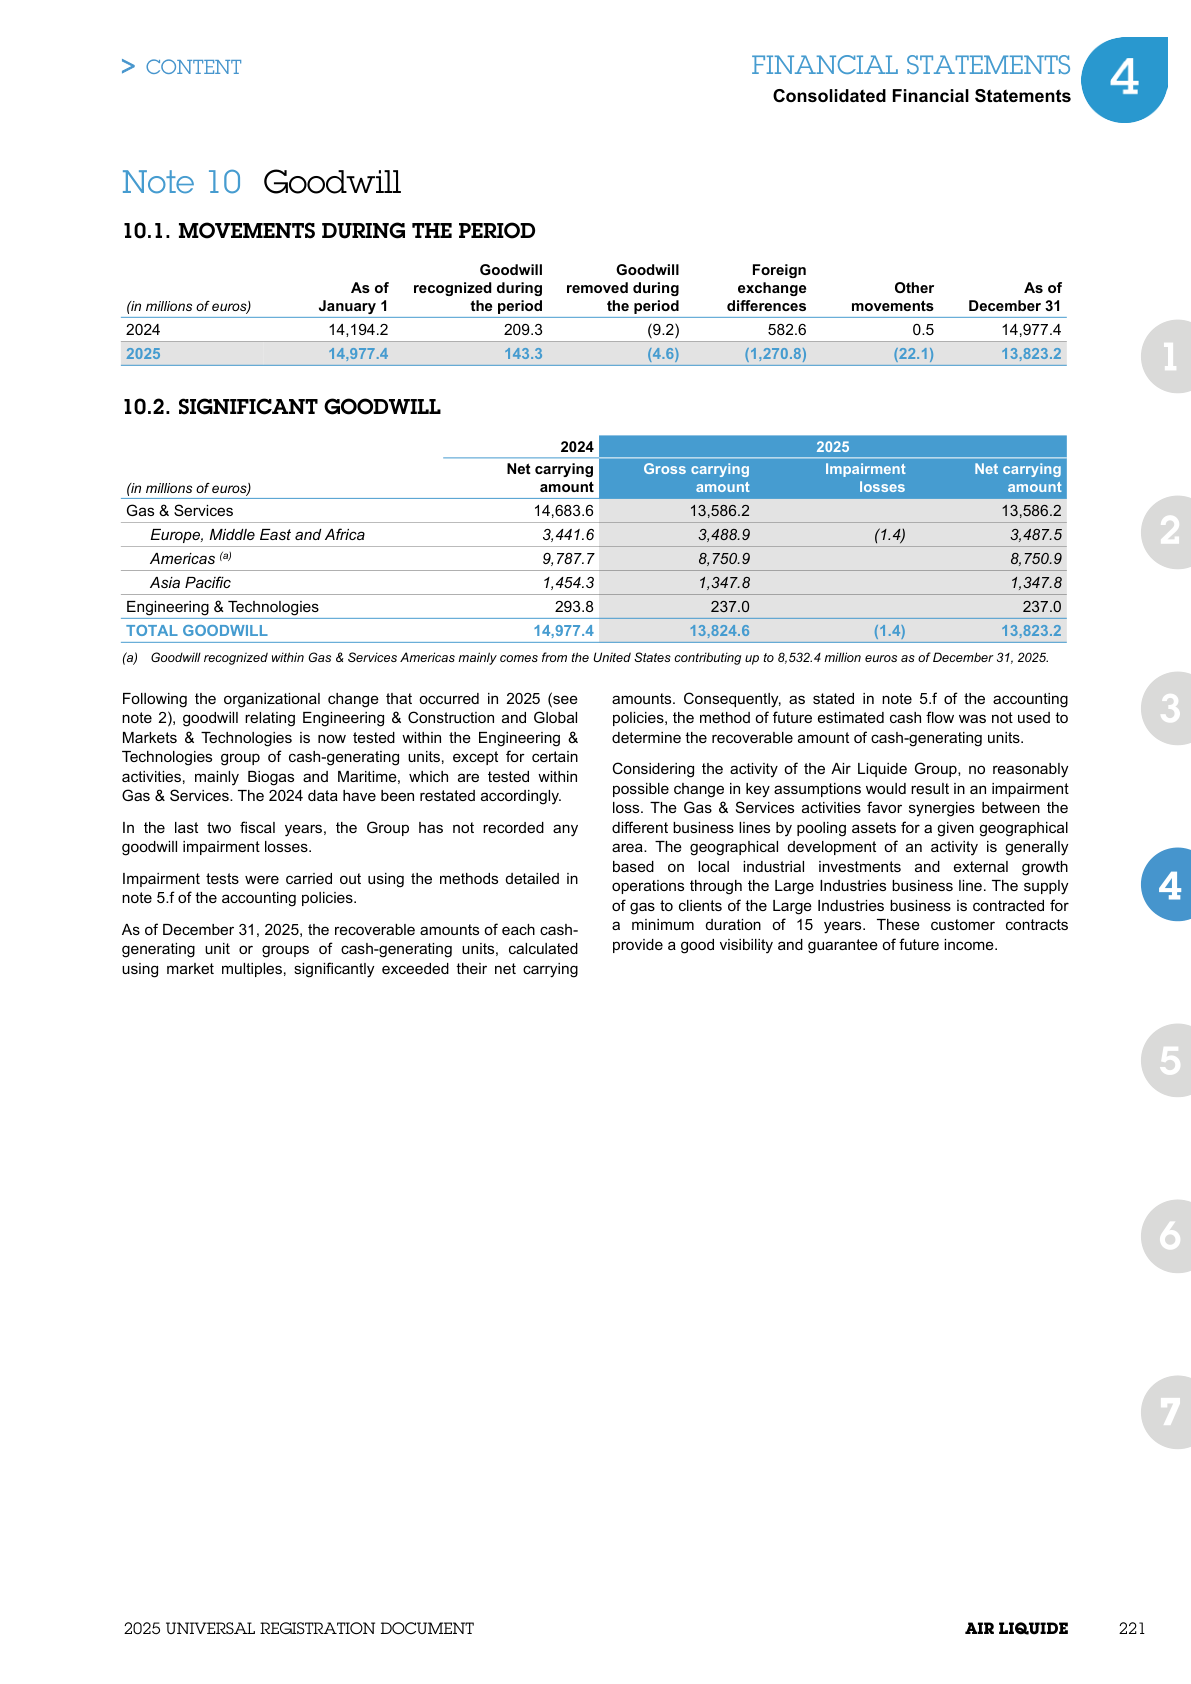 > CONTENT
FINANCIAL STATEMENTS
Consolidated Financial Statements
4
Note 10 Goodwill
10.1. MOVEMENTS DURING THE PERIOD
(in millions of euros) As of January 1 Goodwill recognized during the period Goodwill removed during the period Foreign exchange differences Other movements As of December 31
2024 14,194.2 209.3 (9.2) 582.6 0.5 14,977.4
2025 14,977.4 143.3 (4.6) (1,270.8) (22.1) 13,823.2
10.2. SIGNIFICANT GOODWILL
2024 2025
(in millions of euros) Net carrying amount Gross carrying amount Impairment losses Net carrying amount
Gas & Services 14,683.6 13,586.2 13,586.2
Europe, Middle East and Africa 3,441.6 3,488.9 (1.4) 3,487.5
Americas (a) 9,787.7 8,750.9 8,750.9
Asia Pacific 1,454.3 1,347.8 1,347.8
Engineering & Technologies 293.8 237.0 237.0
TOTAL GOODWILL 14,977.4 13,824.6 (1.4) 13,823.2
(a) Goodwill recognized within Gas & Services Americas mainly comes from the United States contributing up to 8,532.4 million euros as of December 31, 2025.
Following the organizational change that occurred in 2025 (see
note 2), goodwill relating Engineering & Construction and Global
Markets & Technologies is now tested within the Engineering &
Technologies group of cash-generating units, except for certain
activities, mainly Biogas and Maritime, which are tested within
Gas & Services. The 2024 data have been restated accordingly.
In the last two fiscal years, the Group has not recorded any
goodwill impairment losses.
Impairment tests were carried out using the methods detailed in
note 5.f of the accounting policies.
As of December 31, 2025, the recoverable amounts of each cash-
generating unit or groups of cash-generating units, calculated
using market multiples, significantly exceeded their net carrying
amounts. Consequently, as stated in note 5.f of the accounting
policies, the method of future estimated cash flow was not used to
determine the recoverable amount of cash-generating units.
Considering the activity of the Air Liquide Group, no reasonably
possible change in key assumptions would result in an impairment
loss. The Gas & Services activities favor synergies between the
different business lines by pooling assets for a given geographical
area. The geographical development of an activity is generally
based on local industrial investments and external growth
operations through the Large Industries business line. The supply
of gas to clients of the Large Industries business is contracted for
a minimum duration of 15 years. These customer contracts
provide a good visibility and guarantee of future income.
1
2
3
4
5
6
7
2025 UNIVERSAL REGISTRATION DOCUMENT
AIR LIQUIDE 221